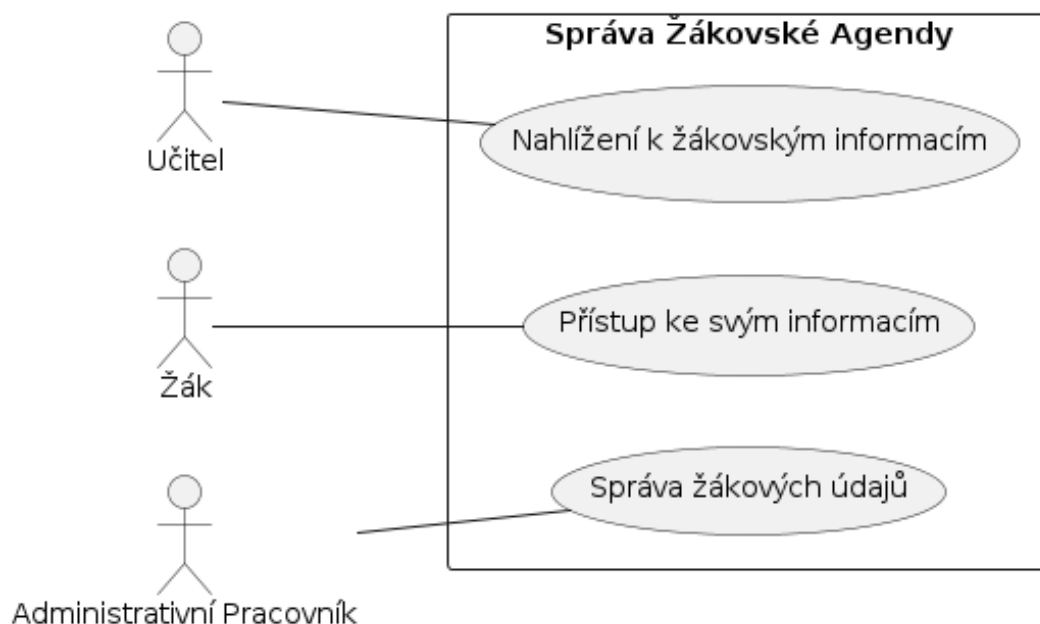 Správa Žákovské Agendy
Učitel
Nahlížení k žákovským informacím
Žák
Přístup ke svým informacím
Administrativní Pracovník
Správa žákových údajů